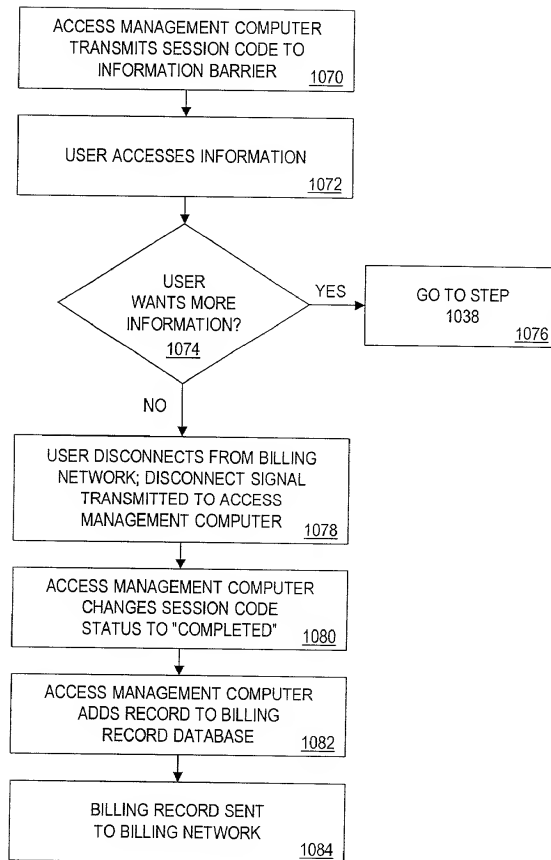 ACCESS MANAGEMENT COMPUTER
TRANSMITS SESSION CODE TO
INFORMATION BARRIER
1070
USER ACCESSES INFORMATION
1072
USER
WANTS MORE
INFORMATION?
1074
YES
GO TO STEP
1038
1076
NO
USER DISCONNECTS FROM BILLING
NETWORK; DISCONNECT SIGNAL
TRANSMITTED TO ACCESS
MANAGEMENT COMPUTER
1078
ACCESS MANAGEMENT COMPUTER
CHANGES SESSION CODE
STATUS TO "COMPLETED"
1080
ACCESS MANAGEMENT COMPUTER
ADDS RECORD TO BILLING
RECORD DATABASE
1082
BILLING RECORD SENT
TO BILLING NETWORK
1084